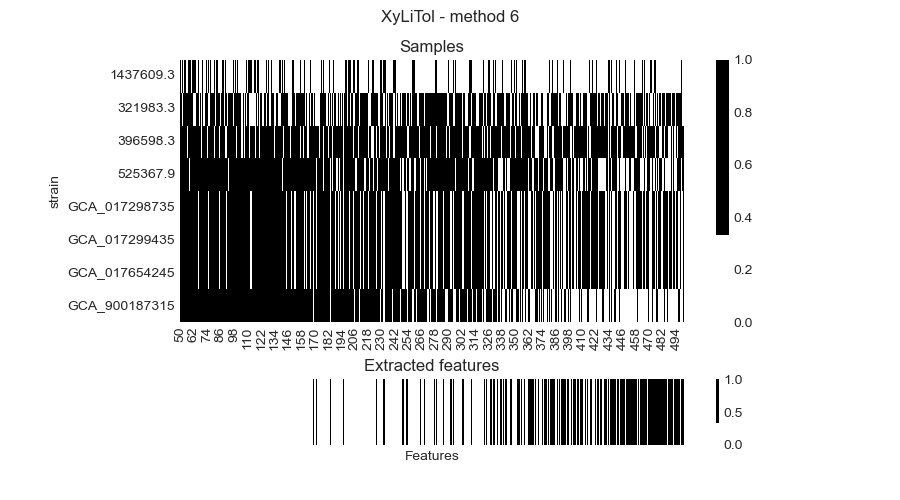 XyLiTol - method 6
Samples
strain
1437609.3
321983.3
396598.3
525367.9
GCA_017298735
GCA_017299435
GCA_017654245
GCA_900187315
1.0
0.8
0.6
0.4
0.2
0.0
50 62 74 86 98 110 122 134 146 158 170 182 194 206 218 230 242 254 266 278 290 302 314 326 338 350 362 374 386 398 410 422 434 446 458 470 482 494
Extracted features
1.0
0.5
0.0
Features